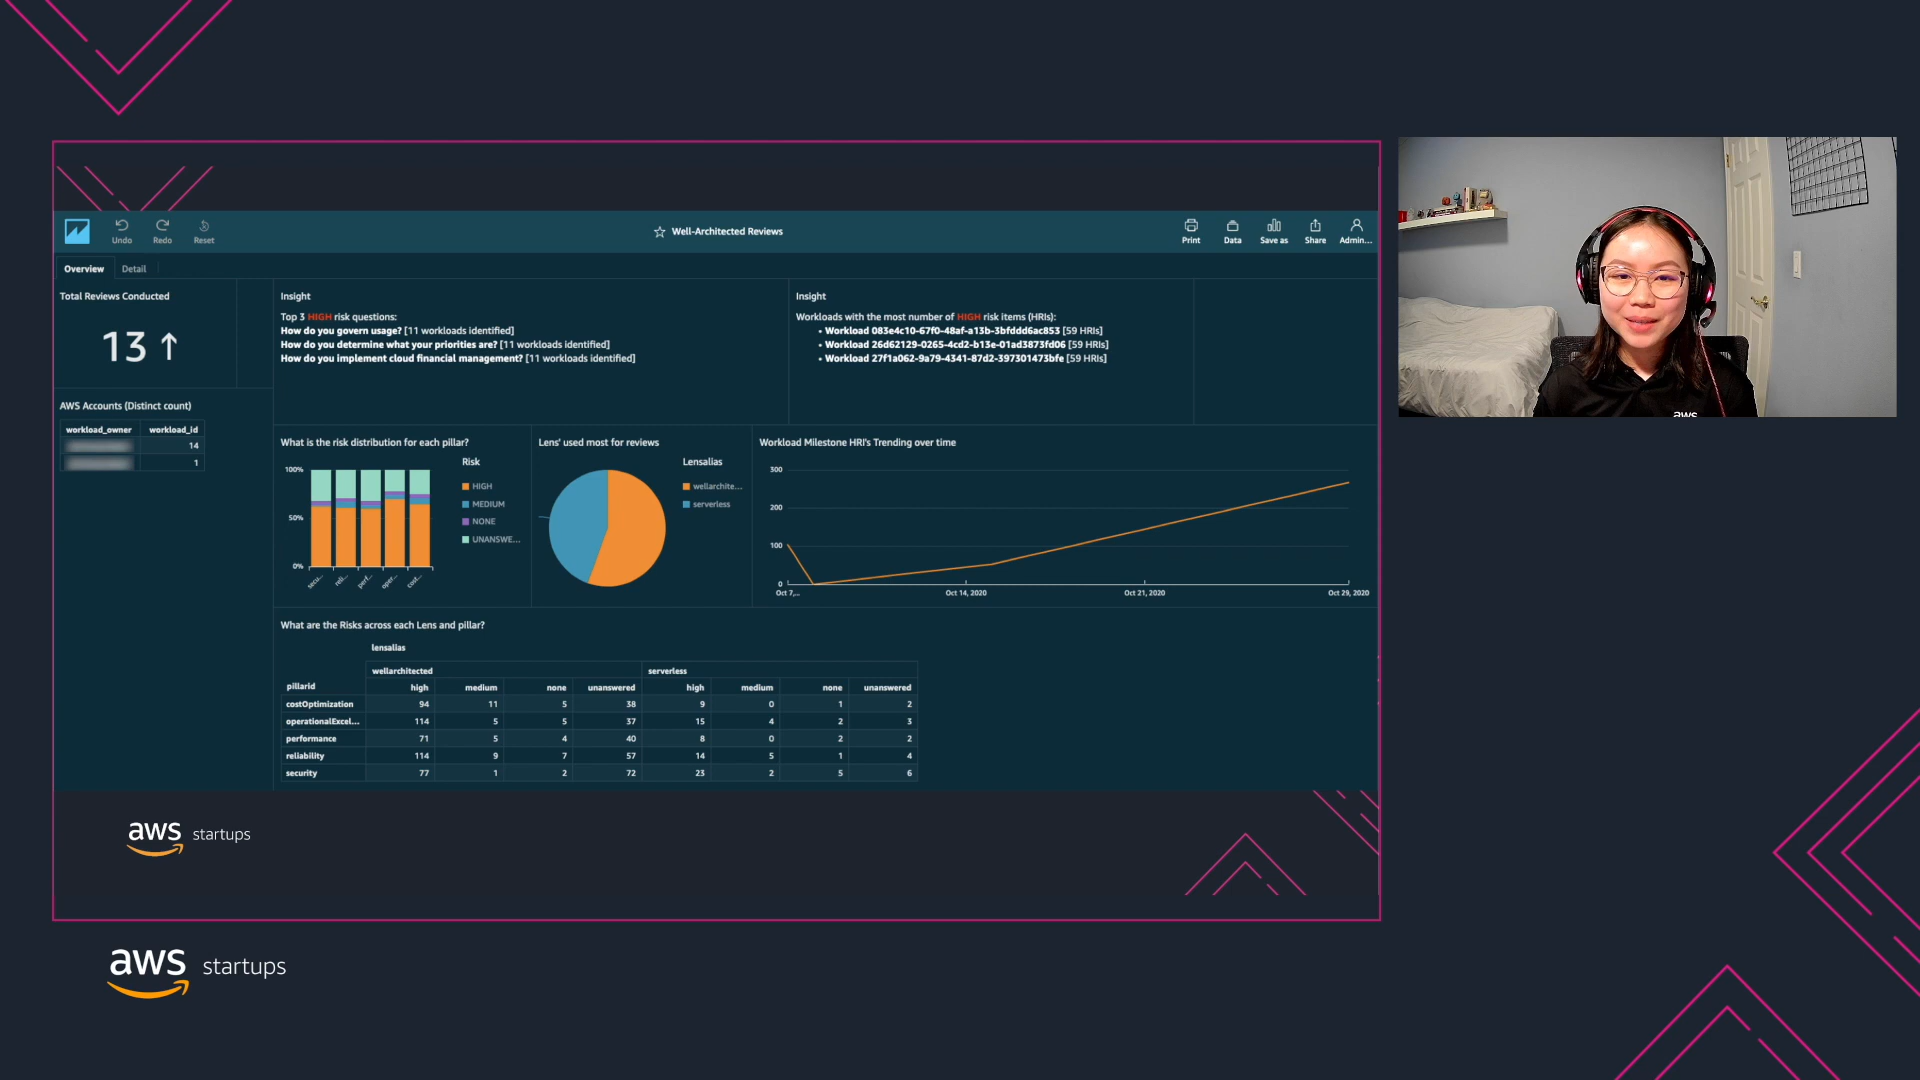 Undo
Redo
Reset
Well-Architected Reviews
Print
Data
Save as
Share
Admin...
Overview
Detail
Total Reviews Conducted
13 ↑
AWS Accounts (Distinct count)
workload_owner workload_id
14
1
Insight
Top 3 HIGH risk questions:
How do you govern usage? [11 workloads identified]
How do you determine what your priorities are? [11 workloads identified]
How do you implement cloud financial management? [11 workloads identified]
Insight
Workloads with the most number of HIGH risk items (HRIs):
• Workload 083e4c10-67f0-48af-a13b-3bfddd6ac853 [59 HRIs]
• Workload 26d62129-0265-4cd2-b13e-01ad3873fd06 [59 HRIs]
• Workload 27f1a062-9a79-4341-87d2-397301473bfe [59 HRIs]
What is the risk distribution for each pillar?
100%
50%
0%
secu...
reli...
perf...
oper...
cost...
Risk
HIGH
MEDIUM
NONE
UNANSWE...
Lens' used most for reviews
Lensalias
wellarchite...
serverless
Workload Milestone HRI's Trending over time
300
200
100
0
Oct 7,...
Oct 14, 2020
Oct 21, 2020
Oct 29, 2020
What are the Risks across each Lens and pillar?
lensalias
wellarchitected serverless
pillarid high medium none unanswered high medium none unanswered
costOptimization 94 11 5 38 9 0 1 2
operationalExcel... 114 5 5 37 15 4 2 3
performance 71 5 4 40 8 0 2 2
reliability 114 9 7 57 14 5 1 4
security 77 1 2 72 23 2 5 6
aws startups
aws startups
aws